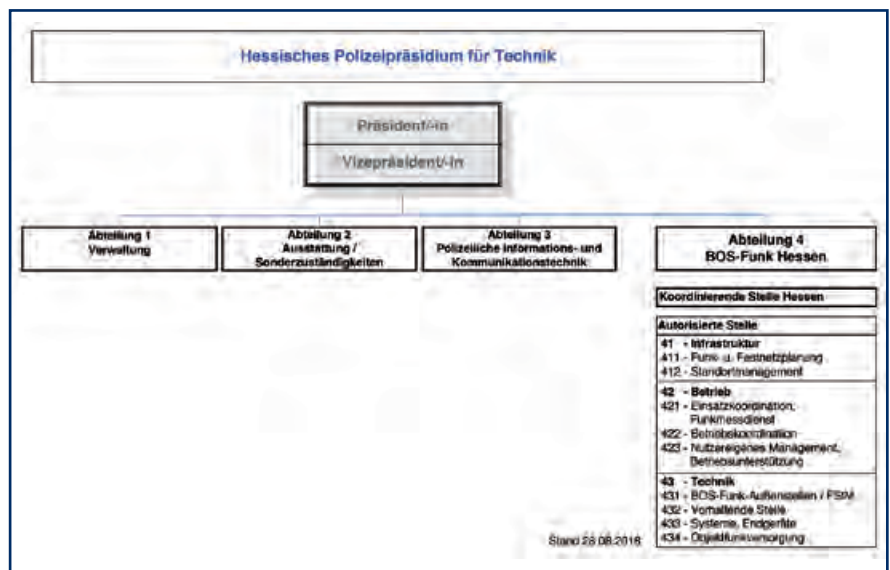 Hessisches Polizeipräsidium für Technik
Präsident/-in
Vizepräsident/-in
Abteilung 1
Verwaltung
Abteilung 2
Ausstattung /
Sonderzuständigkeiten
Abteilung 3
Polizeiliche Informations- und
Kommunikationstechnik
Abteilung 4
BOS-Funk Hessen
Koordinierende Stelle Hessen
Autorisierte Stelle
41 - Infrastruktur
411 - Funk- u. Festnetzplanung
412 - Standortmanagement
42 - Betrieb
421 - Einsatzkoordination,
Funkmessdienst
422 - Betriebskoordination
423 - Nutzereigenes Management,
Betriebsunterstützung
43 - Technik
431 - BOS-Funk-Außenstellen /
432 - Vorhaltende Stelle
433 - Systeme, Endgeräte
434 - Objektfunkversorgung
Stand 28.08.2018